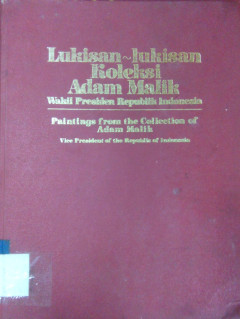 Lukisan~lukisan
Koleksi
Adam Malik
Wakil Presiden Republik Indonesia
Paintings from the Collection of
Adam Malik
Vice President of the Republic of Indonesia